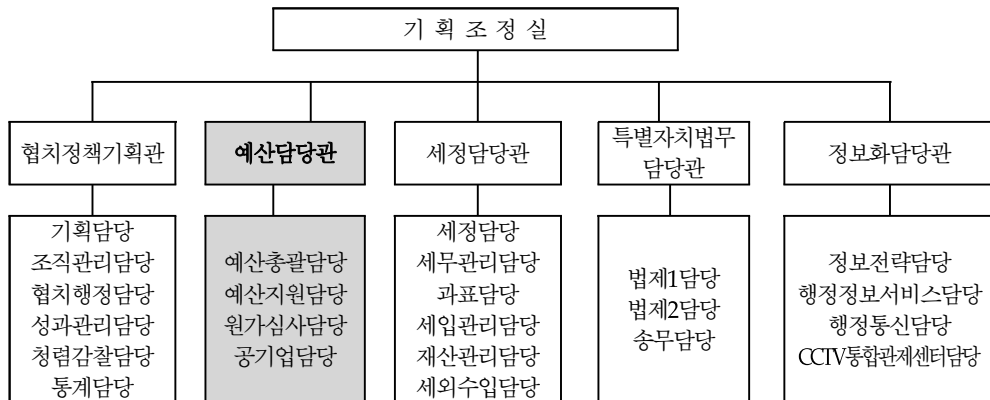 기 획 조 정 실
협치정책기획관
예산담당관
세정담당관
특별자치법무
담당관
정보화담당관
기획담당
조직관리담당
협치행정담당
성과관리담당
청렴감찰담당
통계담당
예산총괄담당
예산지원담당
원가심사담당
공기업담당
세정담당
세무관리담당
과표담당
세입관리담당
재산관리담당
세외수입담당
법제1담당
법제2담당
송무담당
정보전략담당
행정정보서비스담당
행정통신담당
CCTV통합관제센터담당